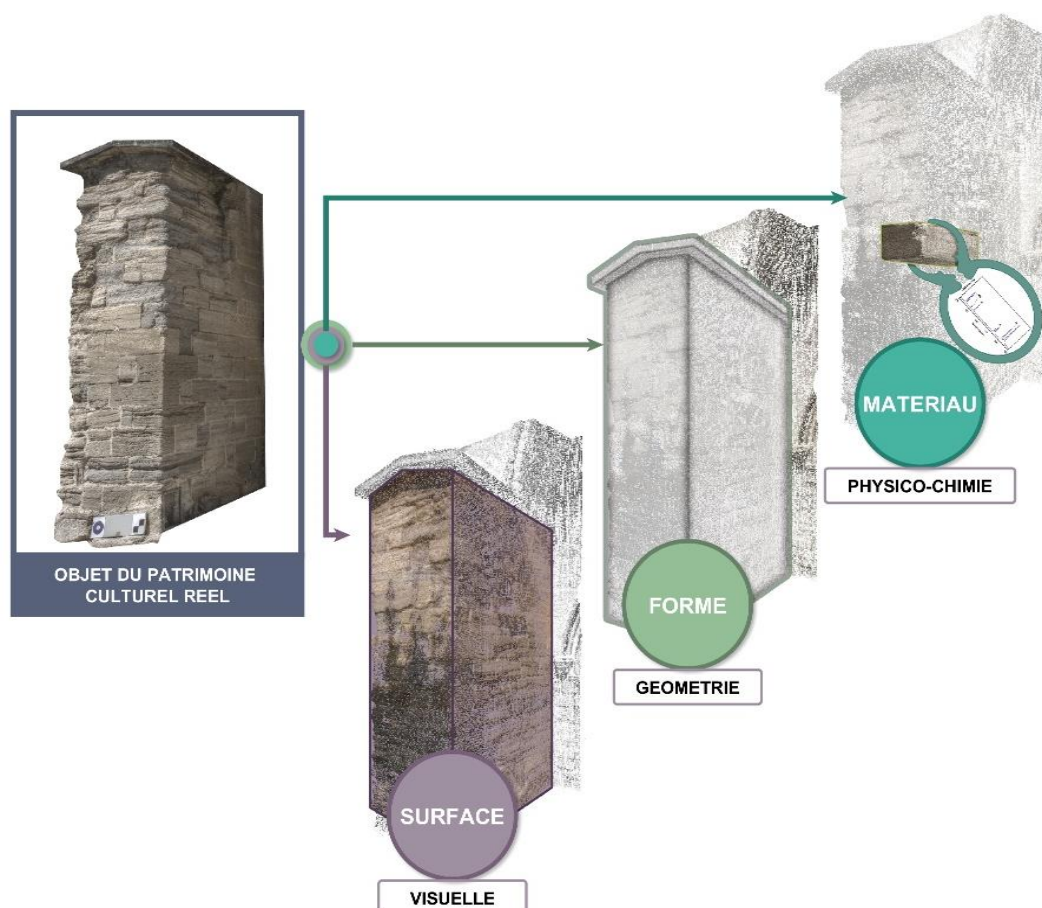 OBJET DU PATRIMOINE
CULTUREL REEL
MATERIAU
PHYSICO-CHIMIE
FORME
GEOMETRIE
SURFACE
VISUELLE